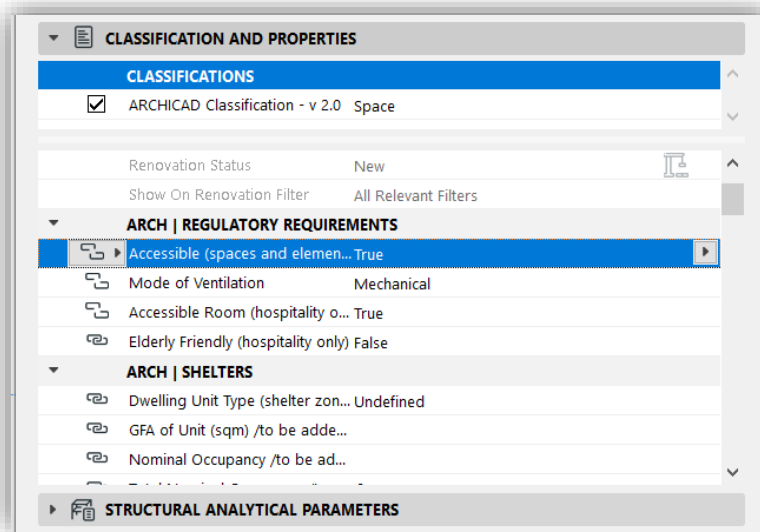 CLASSIFICATION AND PROPERTIES
CLASSIFICATIONS
ARCHICAD Classification - v 2.0 Space
Renovation Status New
Show On Renovation Filter All Relevant Filters
ARCH | REGULATORY REQUIREMENTS
Accessible (spaces and elemen... True
Mode of Ventilation Mechanical
Accessible Room (hospitality o... True
Elderly Friendly (hospitality only) False
ARCH | SHELTERS
Dwelling Unit Type (shelter zon... Undefined
GFA of Unit (sqm) /to be adde...
Nominal Occupancy /to be ad...
STRUCTURAL ANALYTICAL PARAMETERS